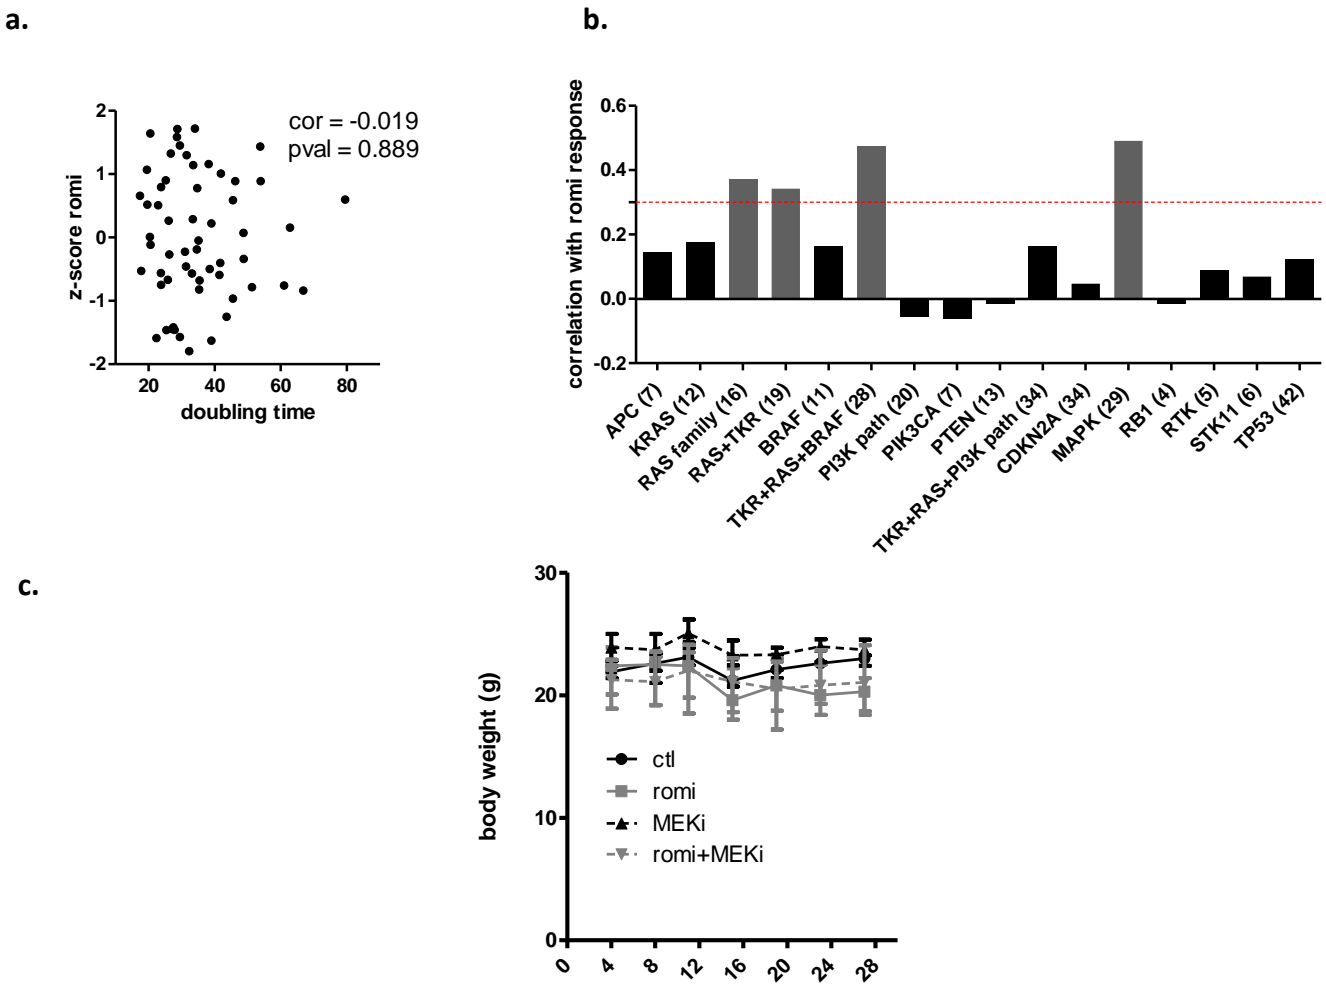 a.
z-score romi
2
1
0
-1
-2
cor = -0.019
pval = 0.889
20
40
60
80
doubling time
b.
correlation with romi response
0.6
0.4
0.2
0.0
-0.2
APC (7)
KRAS (12)
RAS family (16)
RAS+TKR (19)
BRAF (11)
TKR+RAS+BRAF (28)
PI3K path (20)
PIK3CA (7)
PTEN (13)
TKR+RAS+PI3K path (34)
CDKN2A (34)
MAPK (29)
RB1 (4)
RTK (5)
STK11 (6)
TP53 (42)
c.
body weight (g)
30
20
10
0
ctl
romi
MEKi
romi+MEKi
0
4
8
12
16
20
24
28